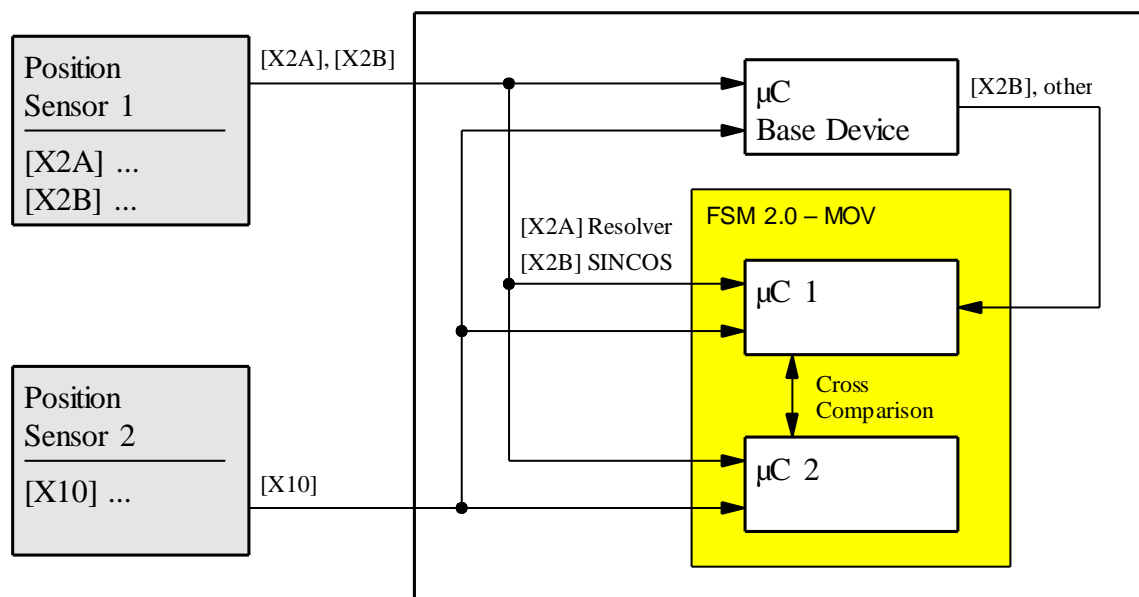 Position
Sensor 1
[X2A] ...
[X2B] ...
[X2A], [X2B]
µC
Base Device
[X2B], other
[X2A] Resolver
[X2B] SINCOS
FSM 2.0 – MOV
µC 1
Cross
Comparison
µC 2
Position
Sensor 2
[X10] ...
[X10]